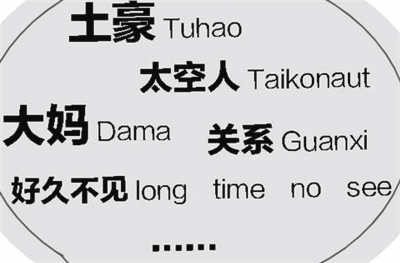 土豪 Tuhao
太空人 Taikonaut
大妈 Dama
关系 Guanxi
好久不见 long time no see
......